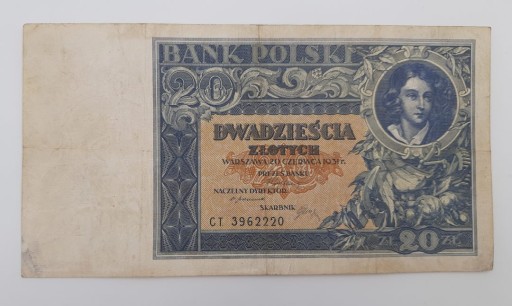 BANK POLSKI
20
DWADZIEŚCIA
ZŁOTYCH
WARSZAWA, 20 CZERWCA 1931 r.
PREZES BANKU
NACZELNY DYREKTOR
SKARBNIK
CT 3962220
ZŁ 20 ZŁ